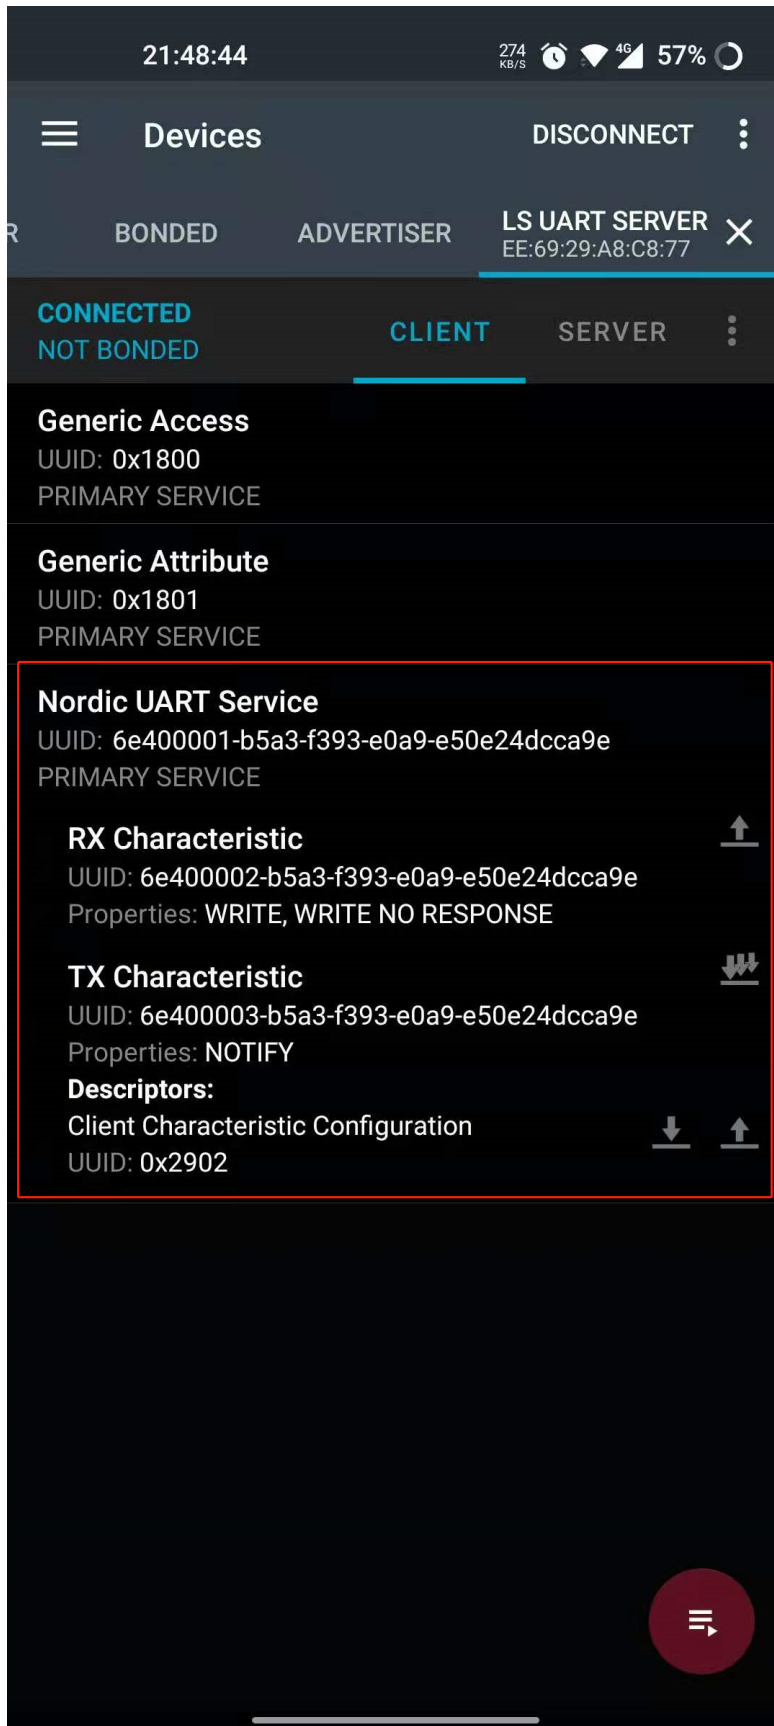 21:48:44
274 KB/S 4G 57%
Devices
DISCONNECT
R
BONDED
ADVERTISER
LS UART SERVER
EE:69:29:A8:C8:77
CONNECTED
NOT BONDED
CLIENT
SERVER
Generic Access
UUID: 0x1800
PRIMARY SERVICE
Generic Attribute
UUID: 0x1801
PRIMARY SERVICE
Nordic UART Service
UUID: 6e400001-b5a3-f393-e0a9-e50e24dcca9e
PRIMARY SERVICE
RX Characteristic
UUID: 6e400002-b5a3-f393-e0a9-e50e24dcca9e
Properties: WRITE, WRITE NO RESPONSE
TX Characteristic
UUID: 6e400003-b5a3-f393-e0a9-e50e24dcca9e
Properties: NOTIFY
Descriptors:
Client Characteristic Configuration
UUID: 0x2902